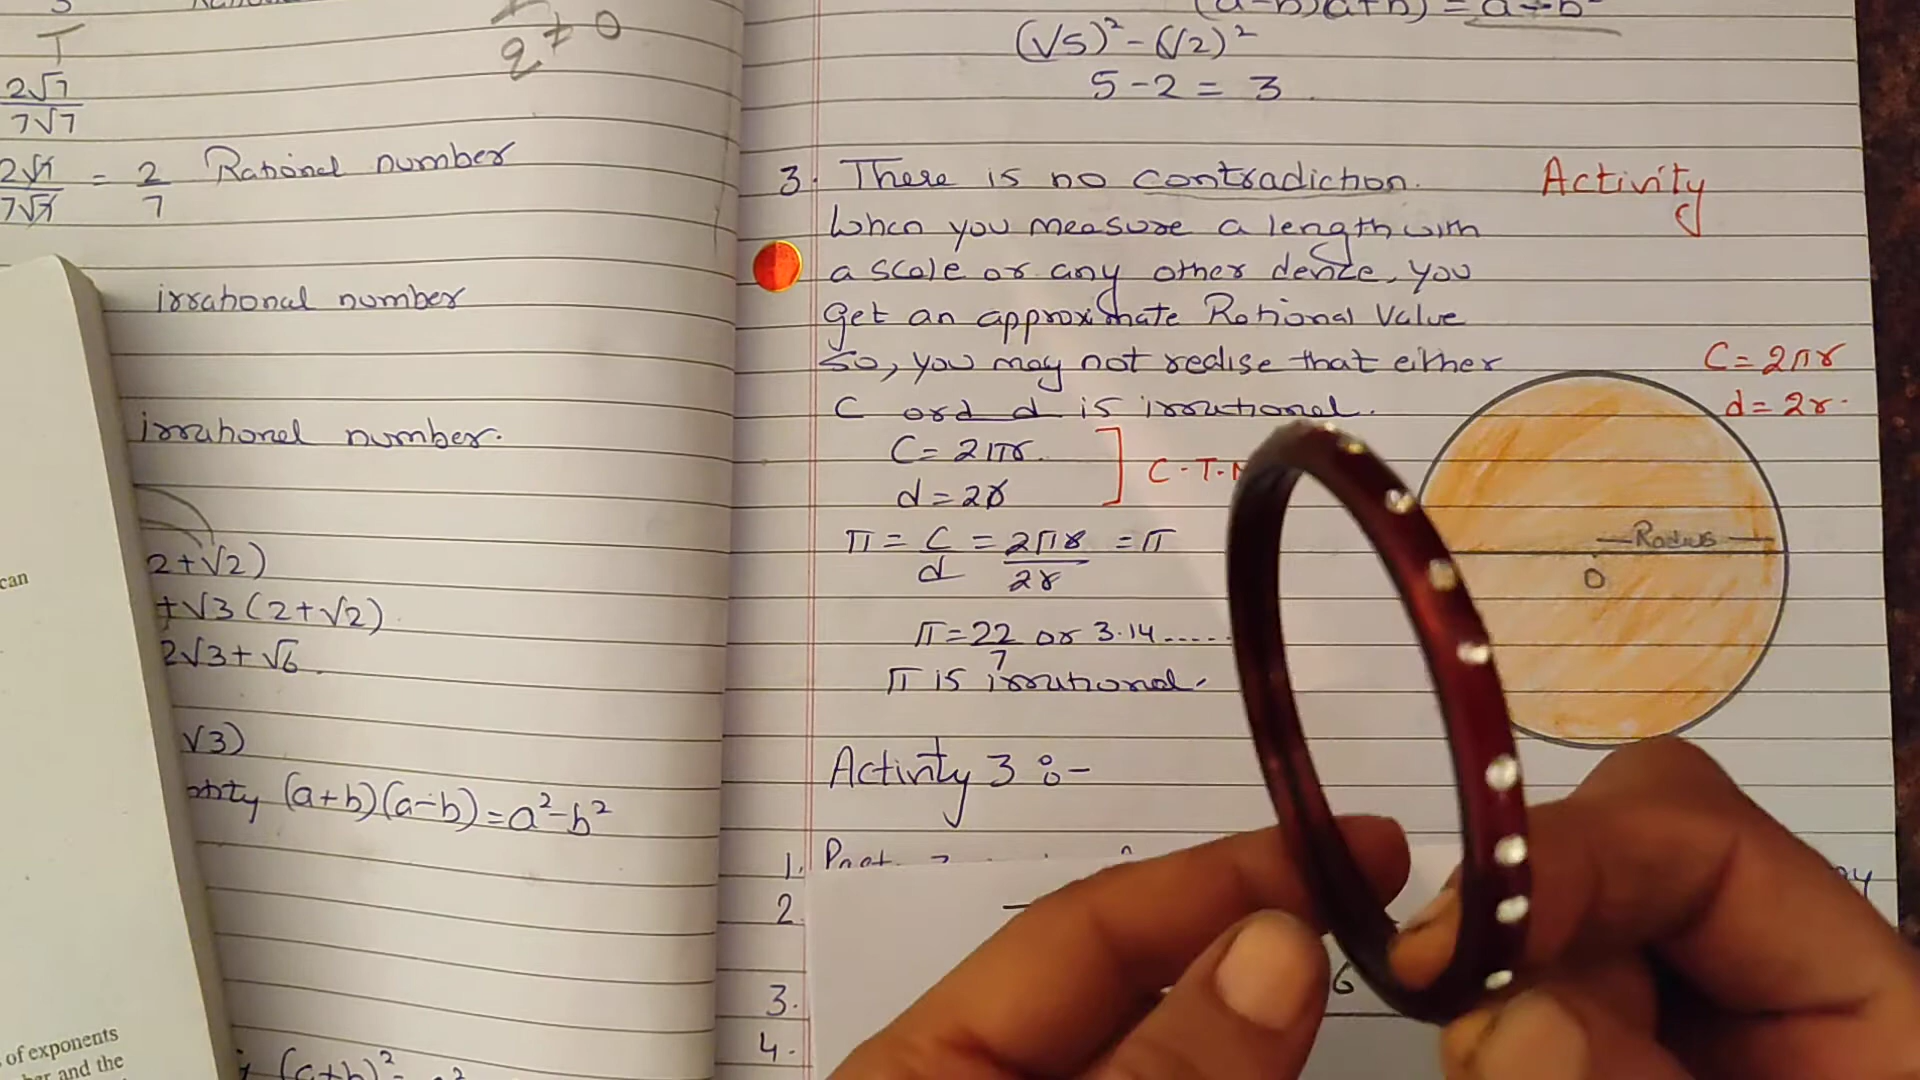 q ≠ 0
2√7
7√7
2√7 = 2 Rational number
7√7 7
irrational number
irrational number.
2+√2)
+√3(2+√2)
2√3+√6
√3)
(a+b)(a-b)=a²-b²
can
of exponents
and the
(a+b)²
(a-b)(a+b) = a-b
(√5)²-(√2)²
5-2 = 3
3. There is no contradiction. Activity
When you measure a length with
a scale or any other device, you
get an approximate Rational Value
So, you may not realise that either
C or d is irrational.
C=2πr
d=2r.
C=2πr.
d=2r
C.T.
π= C = 2πr =π
d 2r
Radius
O
π=22 or 3.14.....
7
π is irrational.
Activity 3 :-
1.
2.
3.
4.
6